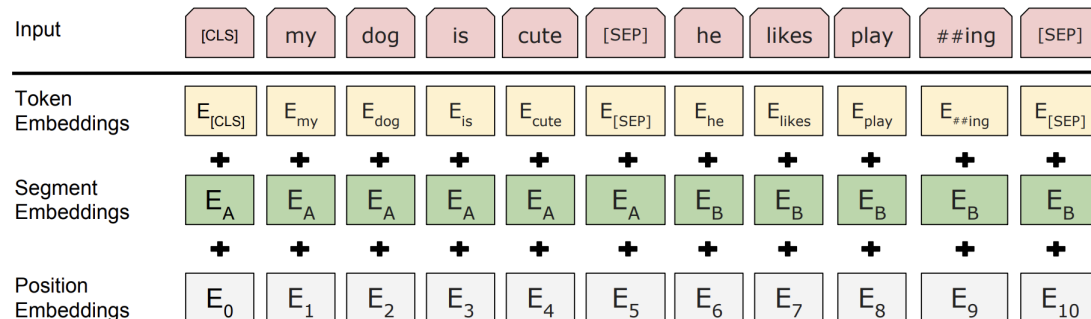 Input [CLS] my dog is cute [SEP] he likes play ##ing [SEP]
Token
Embeddings E[CLS] Emy Edog Eis Ecute E[SEP] Ehe Elikes Eplay E##ing E[SEP]
+ + + + + + + + + + +
Segment
Embeddings EA EA EA EA EA EA EB EB EB EB EB
+ + + + + + + + + + +
Position
Embeddings E0 E1 E2 E3 E4 E5 E6 E7 E8 E9 E10